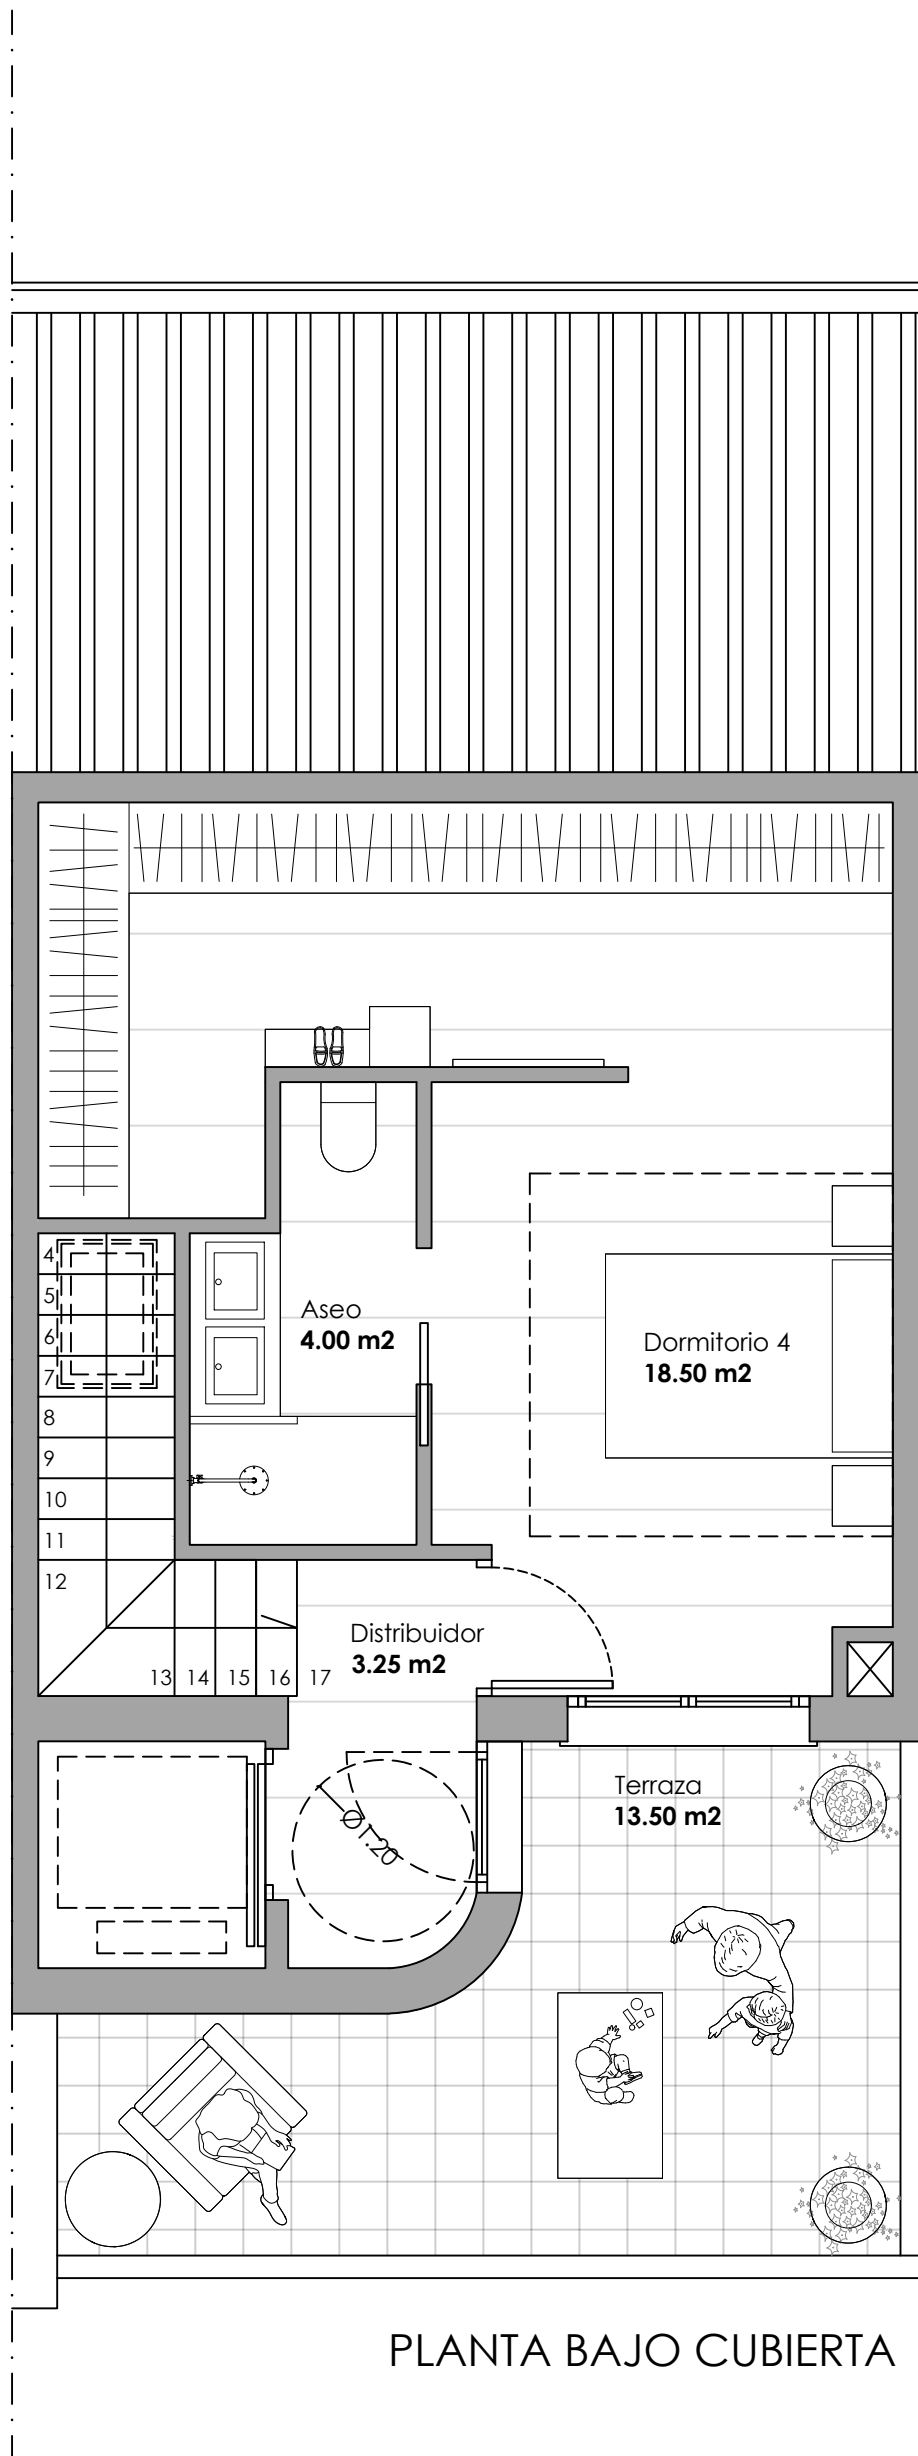 4
5
6
7
8
9
10
11
12
13 14 15 16 17
Aseo
4.00 m2
Dormitorio 4
18.50 m2
Distribuidor
3.25 m2
Ø1.20
Terraza
13.50 m2
PLANTA BAJO CUBIERTA